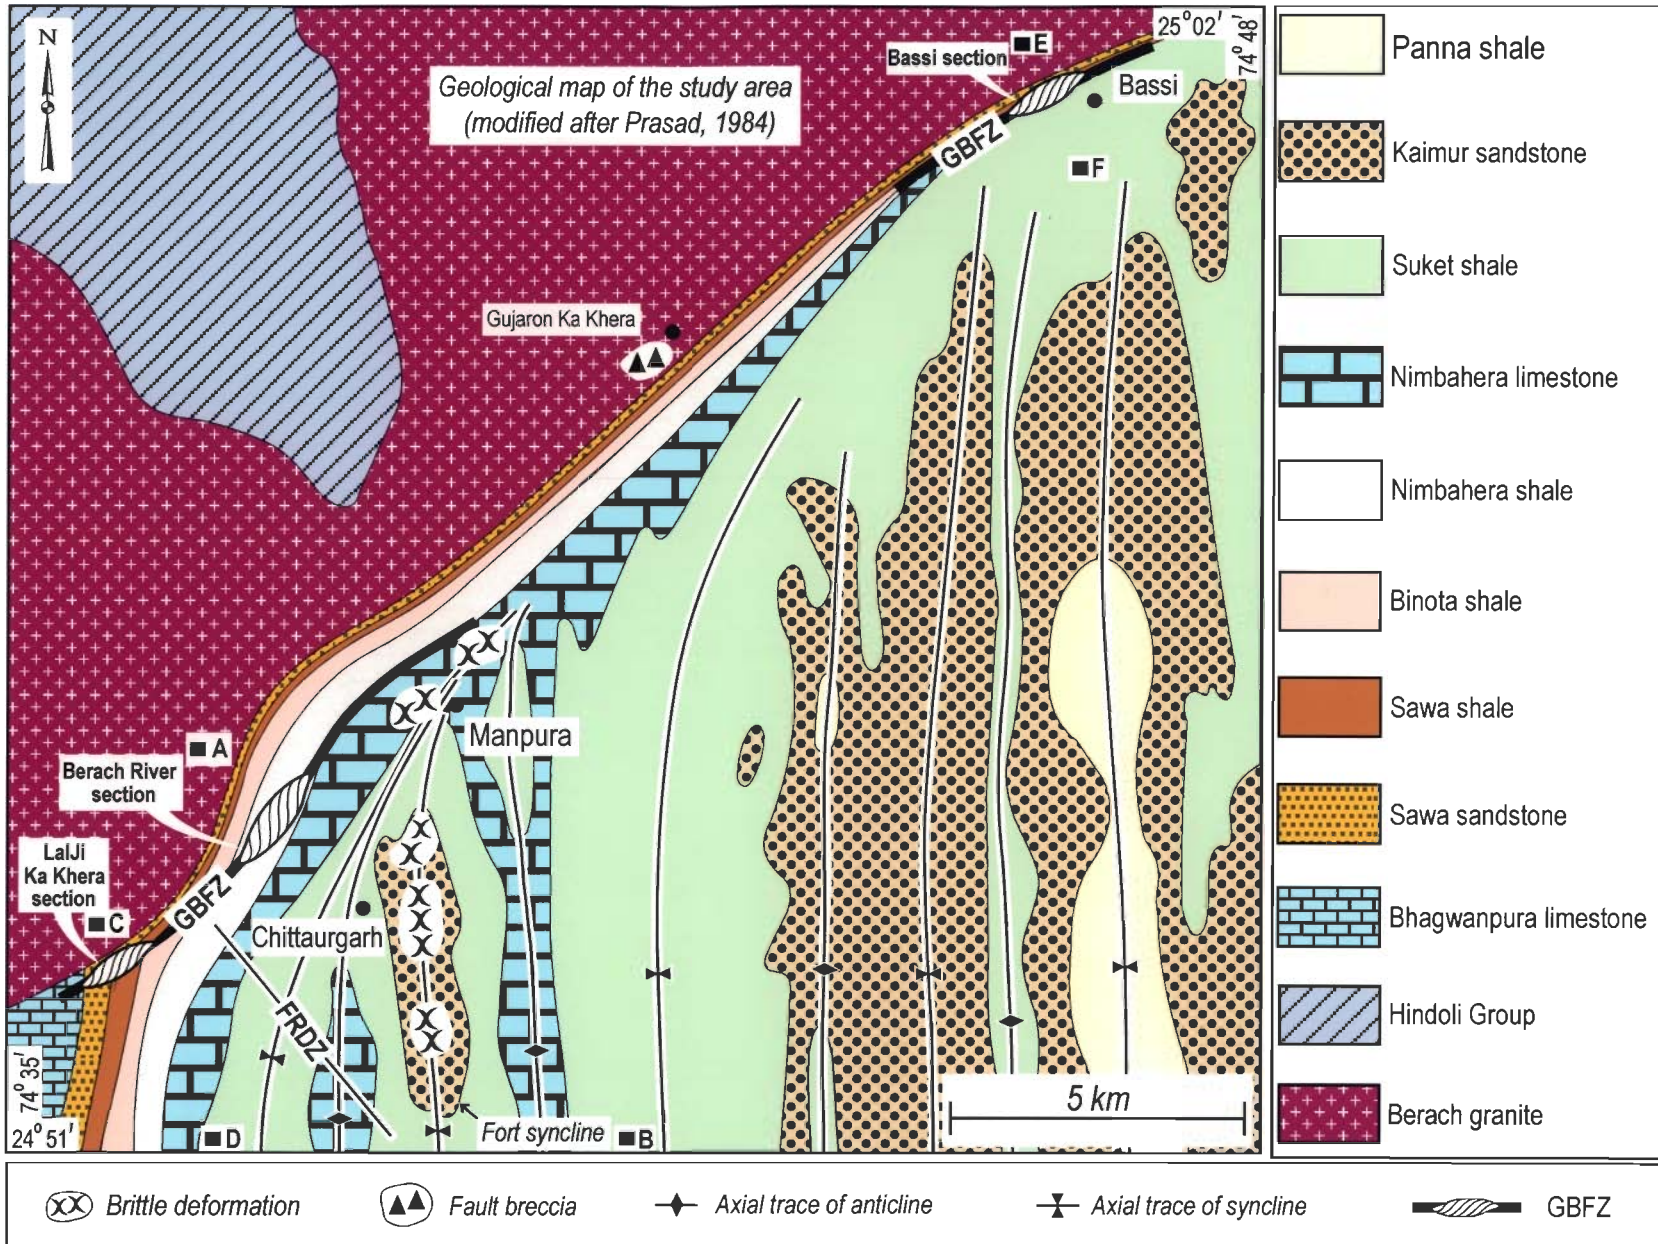 N
Geological map of the study area
(modified after Prasad, 1984)
25°02'
74°48'
E
Bassi section
Bassi
GBFZ
F
Gujaron Ka Khera
Manpura
A
Berach River
section
LalJi
Ka Khera
section
C
GBFZ
Chittaurgarh
FRDZ
74°35'
24°51'
D
Fort syncline
B
5 km
Panna shale
Kaimur sandstone
Suket shale
Nimbahera limestone
Nimbahera shale
Binota shale
Sawa shale
Sawa sandstone
Bhagwanpura limestone
Hindoli Group
Berach granite
Brittle deformation
Fault breccia
Axial trace of anticline
Axial trace of syncline
GBFZ